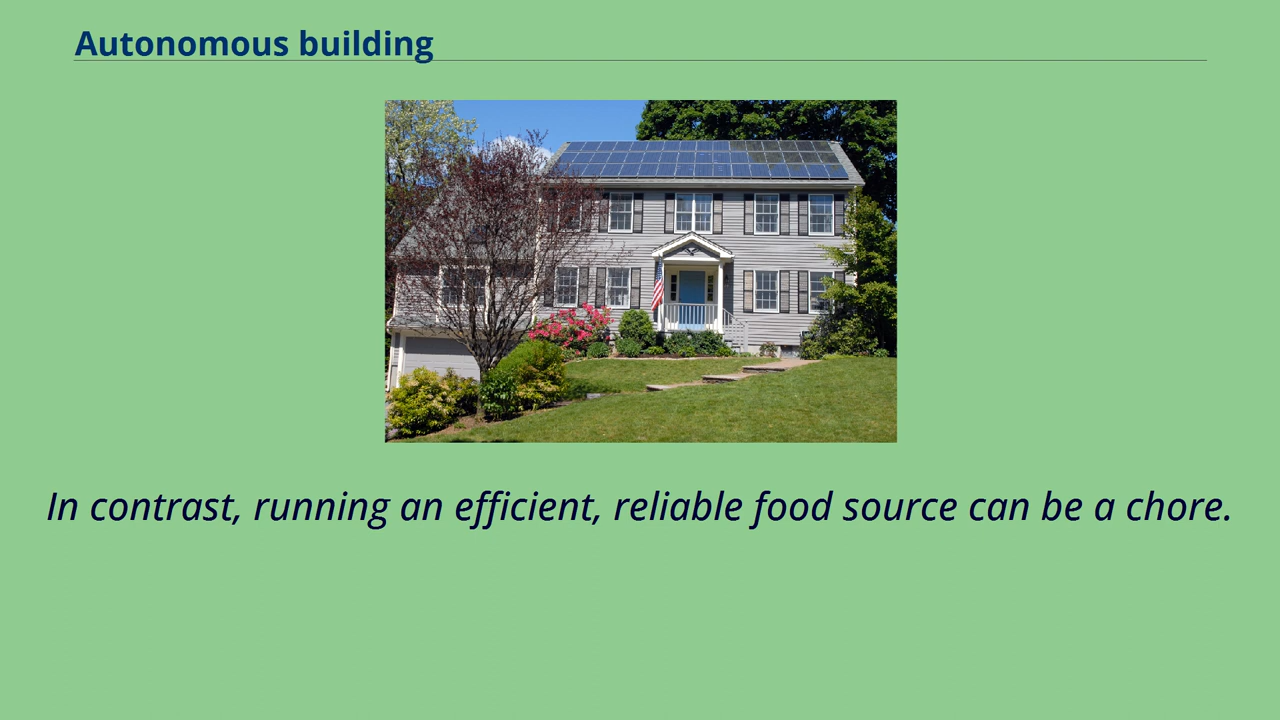 Autonomous building
In contrast, running an efficient, reliable food source can be a chore.